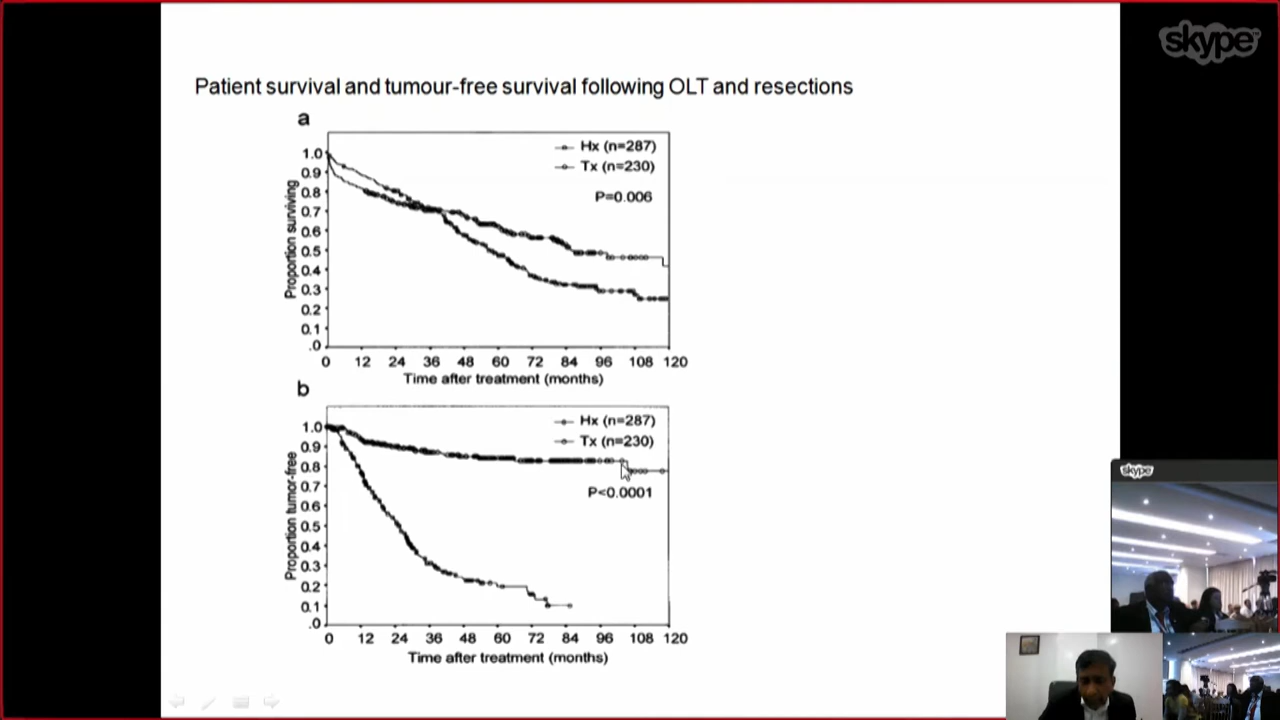 skype
Patient survival and tumour-free survival following OLT and resections
a
Hx (n=287)
Tx (n=230)
P=0.006
Proportion surviving
1.0
0.9
0.8
0.7
0.6
0.5
0.4
0.3
0.2
0.1
.0
0 12 24 36 48 60 72 84 96 108 120
Time after treatment (months)
b
Hx (n=287)
Tx (n=230)
P<0.0001
Proportion tumor-free
1.0
0.9
0.8
0.7
0.6
0.5
0.4
0.3
0.2
0.1
.0
0 12 24 36 48 60 72 84 96 108 120
Time after treatment (months)
skype